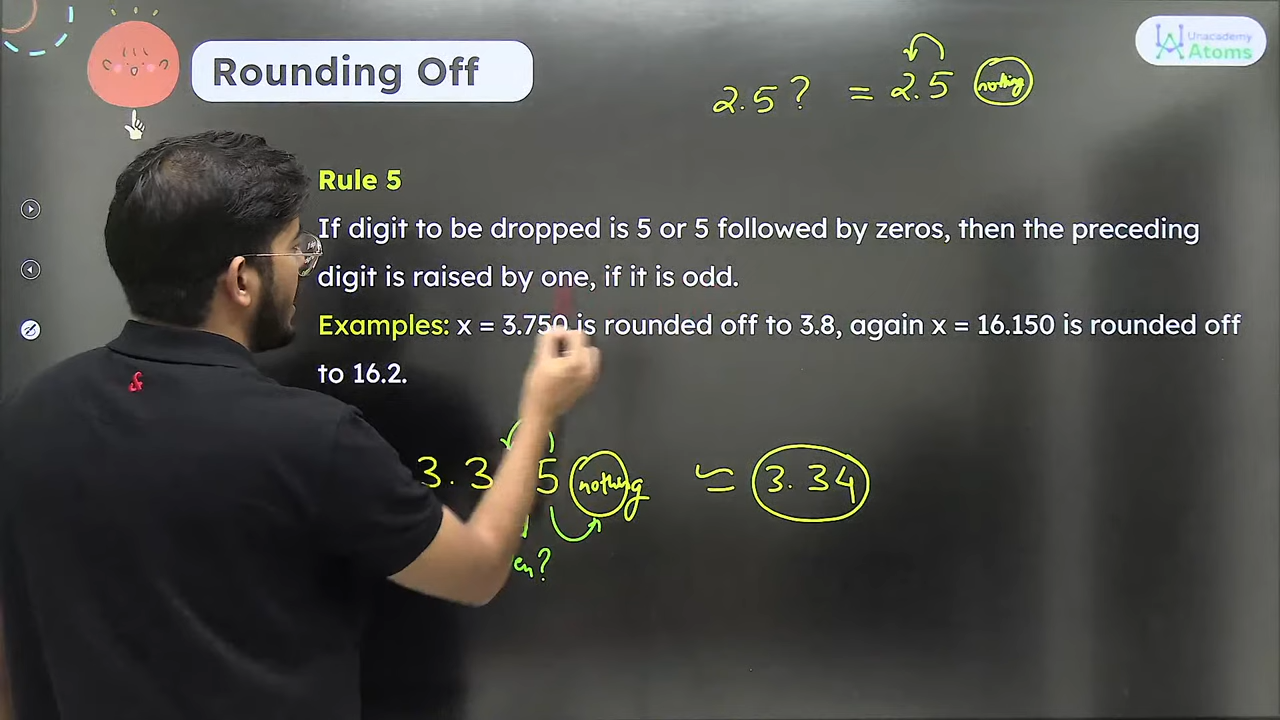 Unacademy
Atoms
Rounding Off
2.5? = 2.5 nothing
Rule 5
If digit to be dropped is 5 or 5 followed by zeros, then the preceding
digit is raised by one, if it is odd.
Examples: x = 3.750 is rounded off to 3.8, again x = 16.150 is rounded off
to 16.2.
3.3 5 nothing ≃ 3.34